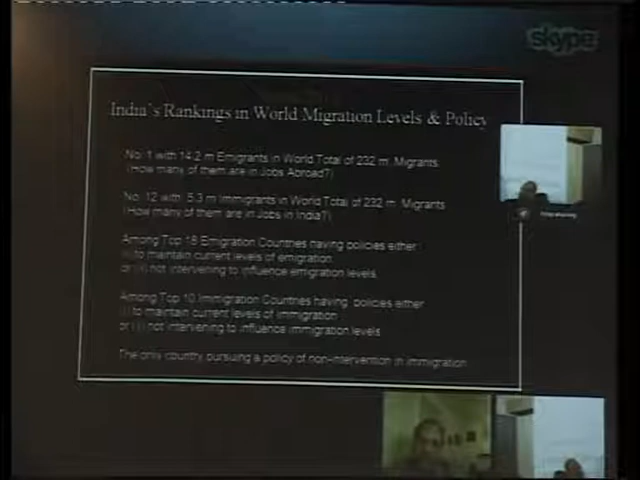 skype
India's Rankings in World Migration Levels & Policy
No. 1 with 14.2 m Emigrants in World Total of 232 m. Migrants
(How many of them are in Jobs Abroad?)
No. 12 with 5.3 m Immigrants in World Total of 232 m. Migrants
(How many of them are in Jobs in India?)
Among Top 18 Emigration Countries having policies either
to maintain current levels of emigration
or not intervening to influence emigration levels
Among Top 10 Immigration Countries having policies either
to maintain current levels of immigration
or not intervening to influence immigration levels
The only country pursuing a policy of non-intervention in immigration